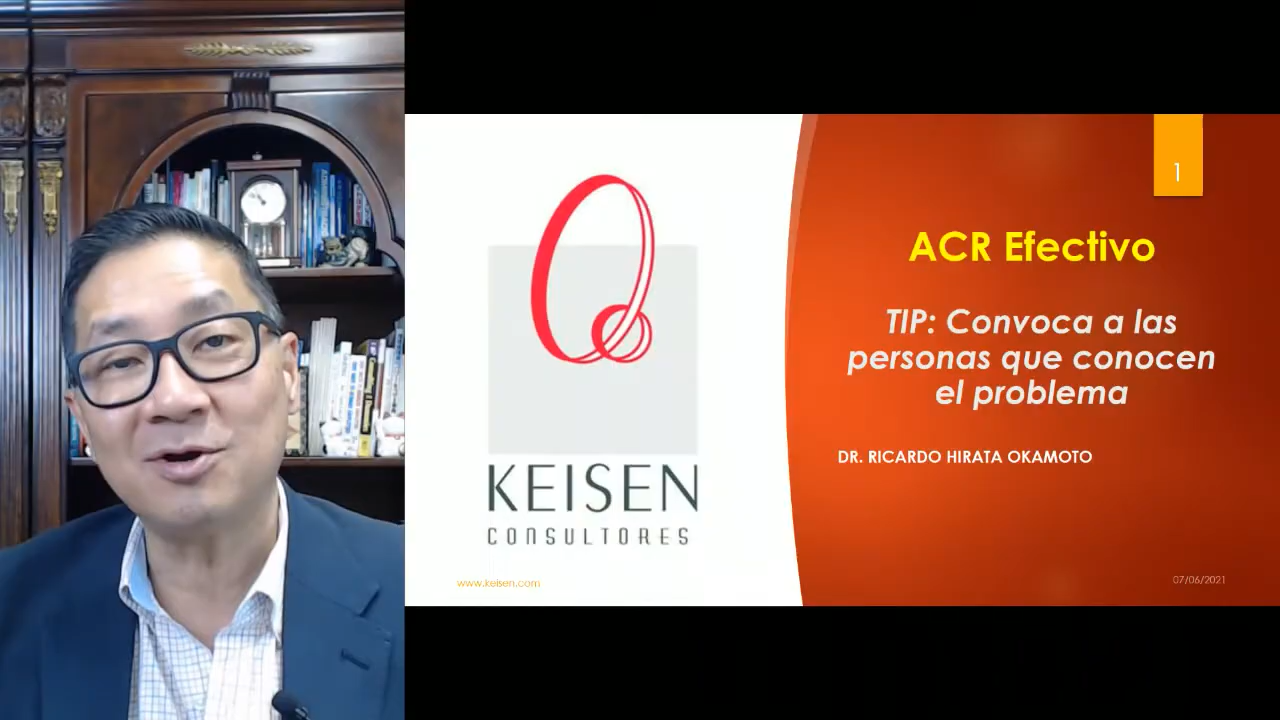 1
ACR Efectivo
TIP: Convoca a las
personas que conocen
el problema
DR. RICARDO HIRATA OKAMOTO
KEISEN
CONSULTORES
www.keisen.com
07/06/2021